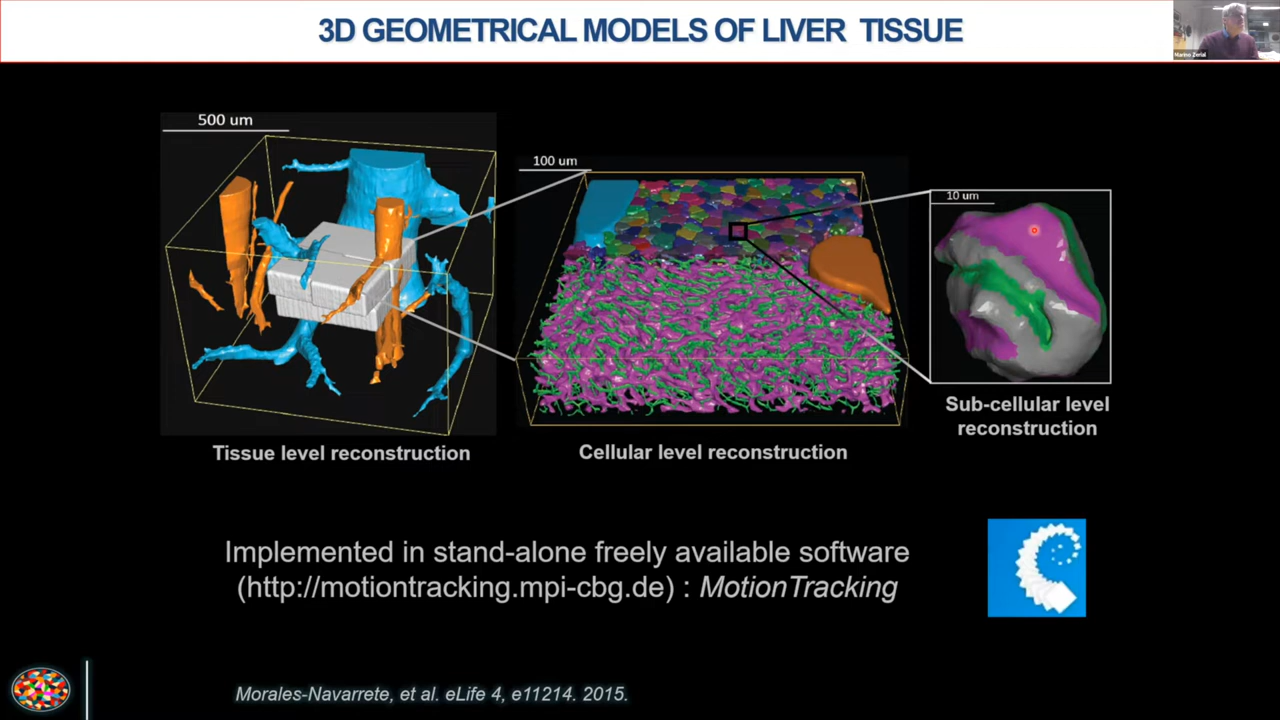 3D GEOMETRICAL MODELS OF LIVER TISSUE
Marino Zerial
500 um
100 um
10 um
Tissue level reconstruction
Cellular level reconstruction
Sub-cellular level
reconstruction
Implemented in stand-alone freely available software
(http://motiontracking.mpi-cbg.de) : MotionTracking
Morales-Navarrete, et al. eLife 4, e11214. 2015.